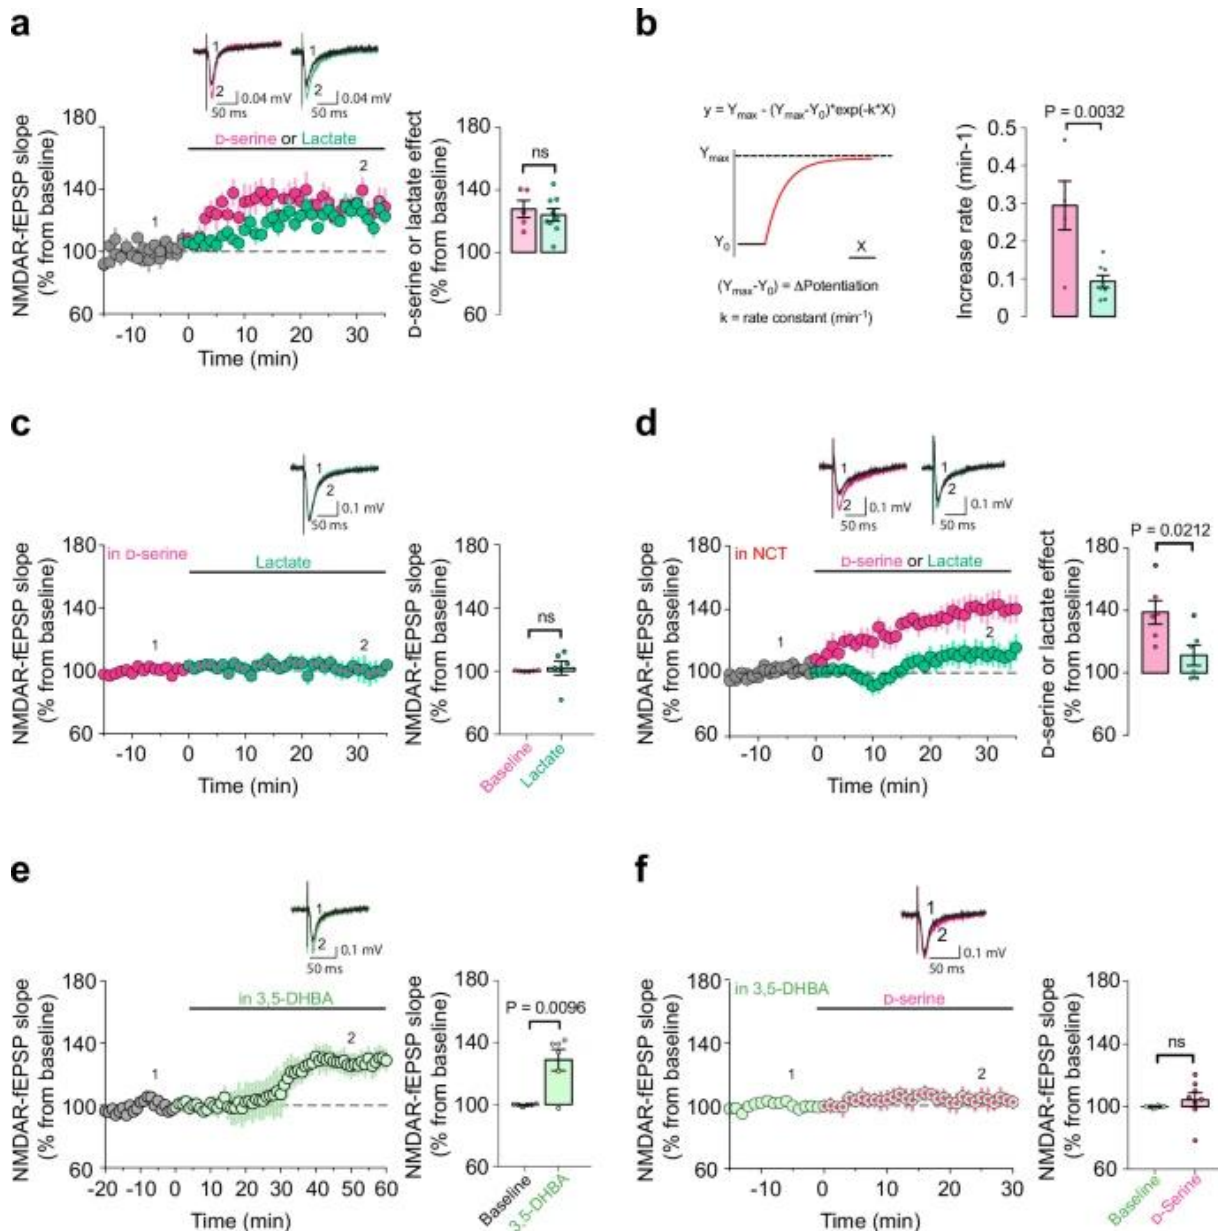 a
1
2
0.04 mV
50 ms
1
2
0.04 mV
50 ms
NMDAR-fEPSP slope
(% from baseline)
180
140
100
60
D-serine or Lactate
1
2
-10 0 10 20 30
Time (min)
D-serine or lactate effect
(% from baseline)
180
140
100
60
ns
b
y = Ymax - (Ymax-Y0)*exp(-k*X)
Ymax
Y0
X
(Ymax-Y0) = ΔPotentiation
k = rate constant (min⁻¹)
Increase rate (min-1)
P = 0.0032
0.5
0.4
0.3
0.2
0.1
0
c
1
2
0.1 mV
50 ms
NMDAR-fEPSP slope
(% from baseline)
180
140
100
60
in D-serine
Lactate
1
2
-10 0 10 20 30
Time (min)
NMDAR-fEPSP slope
(% from baseline)
180
140
100
60
ns
Baseline
Lactate
d
1
2
0.1 mV
50 ms
1
2
0.1 mV
50 ms
NMDAR-fEPSP slope
(% from baseline)
180
140
100
60
in NCT
D-serine or Lactate
1
2
-10 0 10 20 30
Time (min)
D-serine or lactate effect
(% from baseline)
P = 0.0212
180
140
100
60
e
1
2
0.1 mV
50 ms
NMDAR-fEPSP slope
(% from baseline)
180
140
100
60
in 3,5-DHBA
1
2
-20 -10 0 10 20 30 40 50 60
Time (min)
NMDAR-fEPSP slope
(% from baseline)
180
140
100
60
P = 0.0096
Baseline
3,5-DHBA
f
1
2
0.1 mV
50 ms
NMDAR-fEPSP slope
(% from baseline)
180
140
100
60
in 3,5-DHBA
D-serine
1
2
-10 0 10 20 30
Time (min)
NMDAR-fEPSP slope
(% from baseline)
180
140
100
60
ns
Baseline
D-Serine